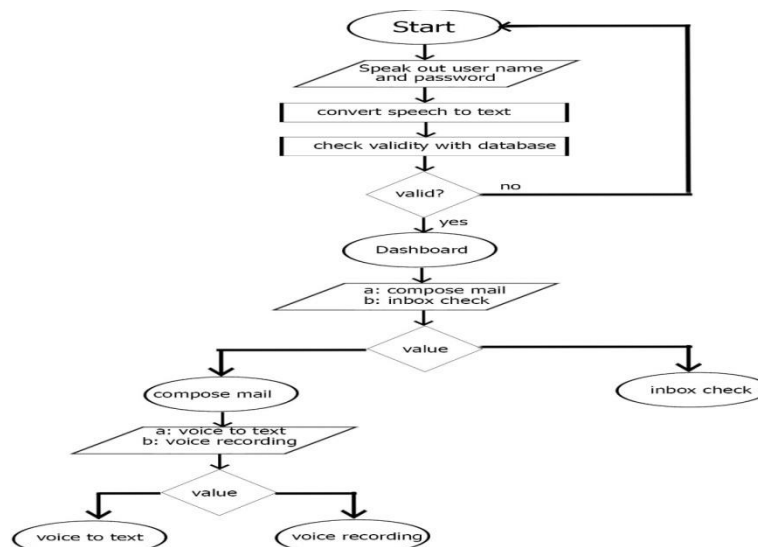 Start
Speak out user name
and password
convert speech to text
check validity with database
valid?
no
yes
Dashboard
a: compose mail
b: inbox check
value
compose mail
inbox check
a: voice to text
b: voice recording
value
voice to text
voice recording